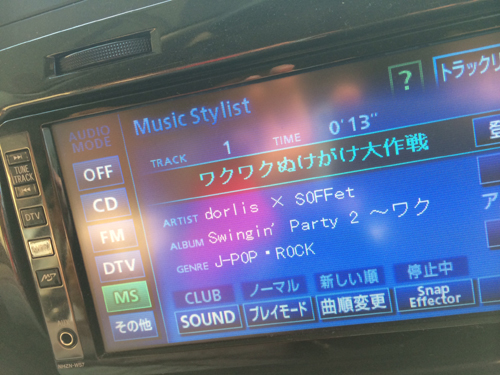 Music Stylist
?
トラックリ
AUDIO MODE
TRACK 1 TIME 0'13"
ワクワクぬけがけ大作戦
OFF
TUNE TRACK
CD
ARTIST dorlis × SOFFet
DTV
FM
ALBUM Swingin' Party 2 ～ワク
ア
GENRE J-POP・ROCK
DTV
MS
CLUB ノーマル 新しい順 停止中
その他
SOUND プレイモード 曲順変更 Snap Effector